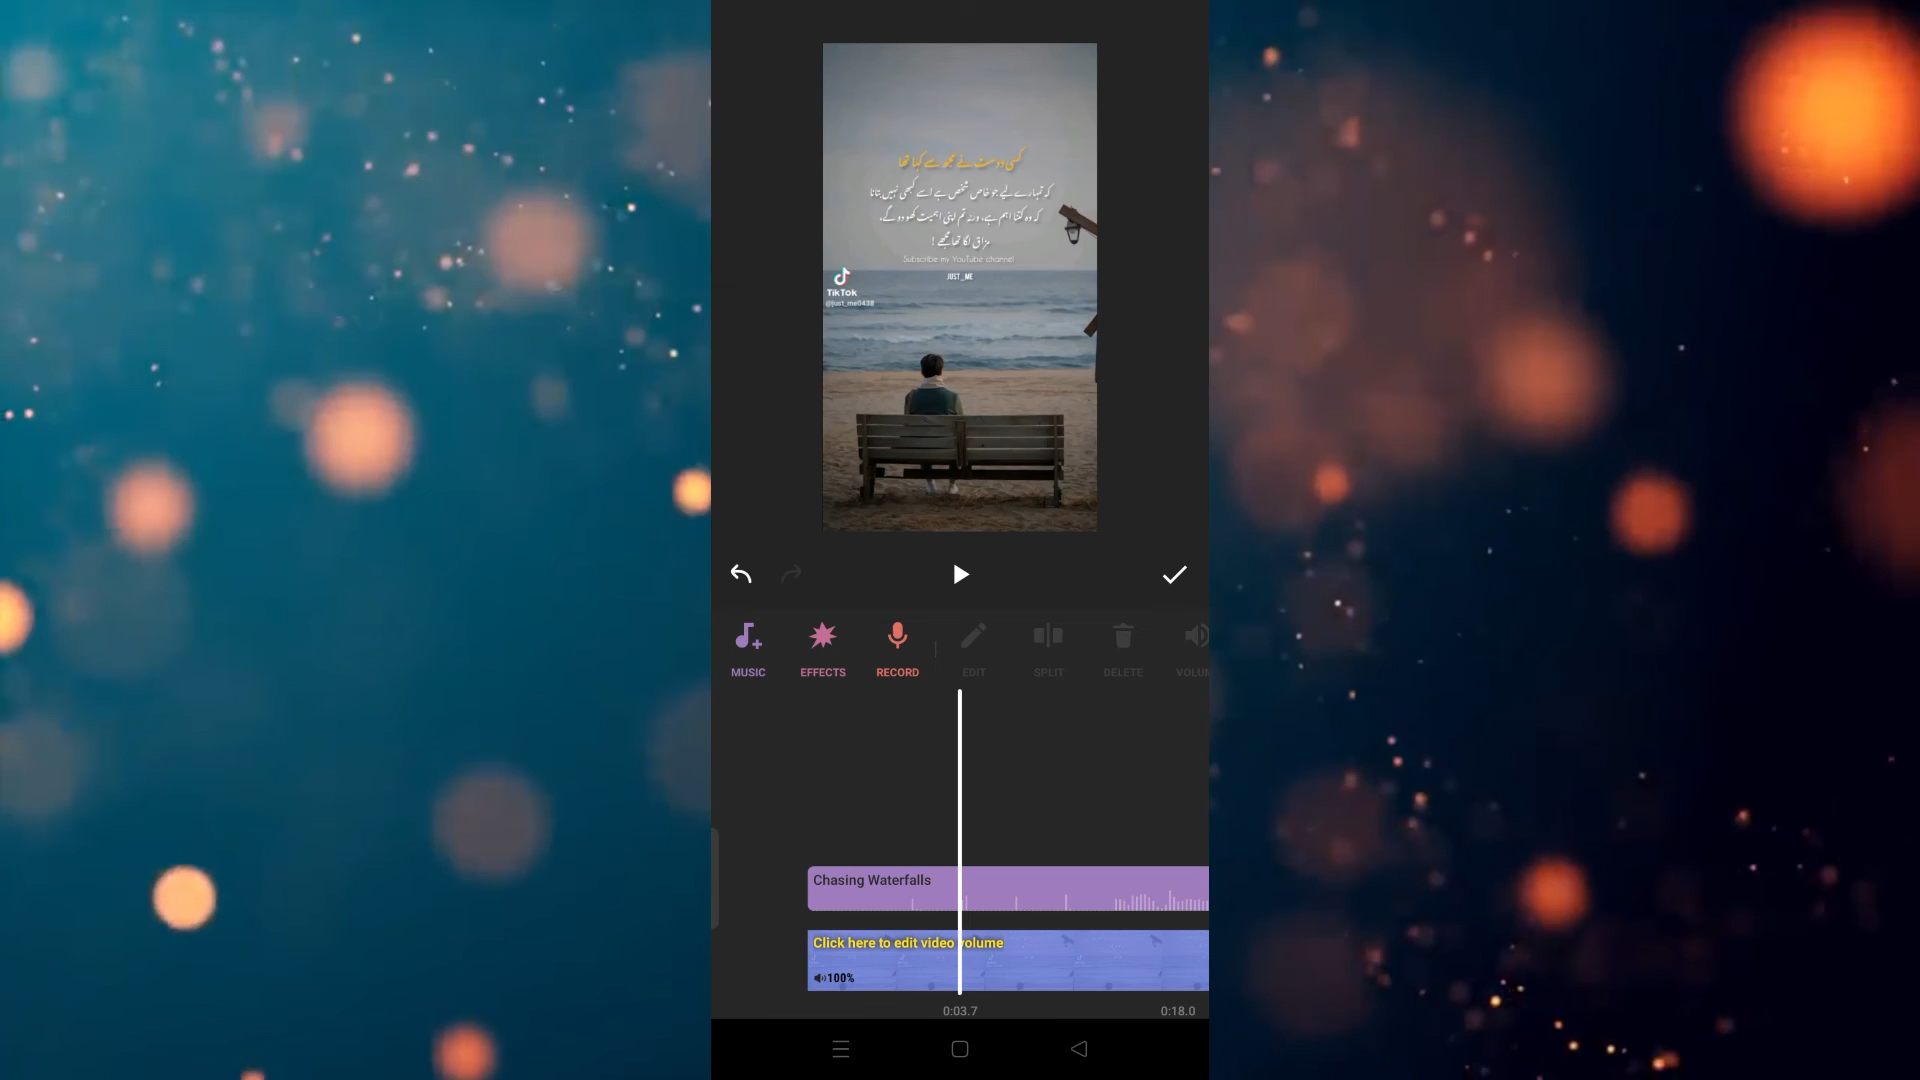 کسی دوست نے مجھ سے کہا تھا
کہ تمہارے لیے جو خاص شخص ہے اسے کبھی نہیں بتانا
کہ وہ کتنا اہم ہے، ورنہ تم اپنی اہمیت کھو دو گے،
مزاق لگا تھا مجھے !
Subscribe my YouTube channel
JUST_ME
TikTok
@just_me0438
MUSIC
EFFECTS
RECORD
EDIT
SPLIT
DELETE
VOLUM
Chasing Waterfalls
Click here to edit video volume
100%
0:03.7
0:18.0